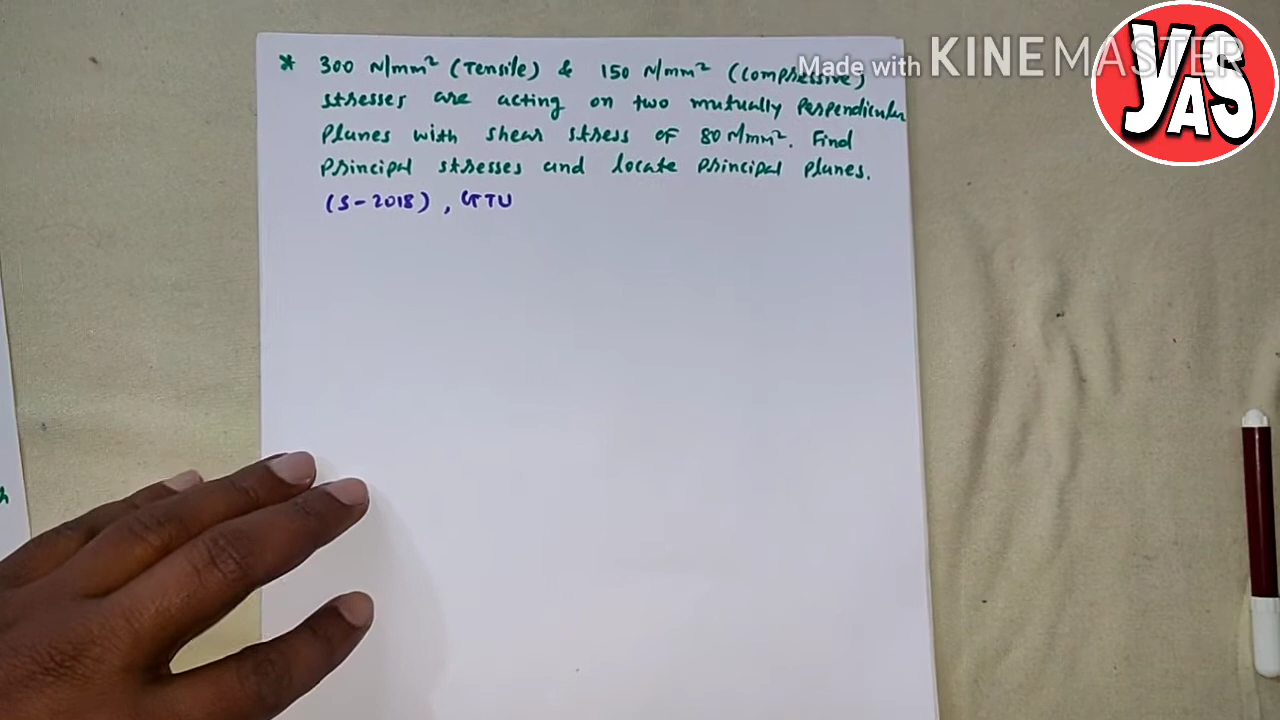 * 300 N/mm² (Tensile) & 150 N/mm² (compressive)
stresses are acting on two mutually perpendicular
planes with shear stress of 80 N/mm². Find
principal stresses and locate principal planes.
(S-2018), GTU
Made with KINEMASTER
YAS